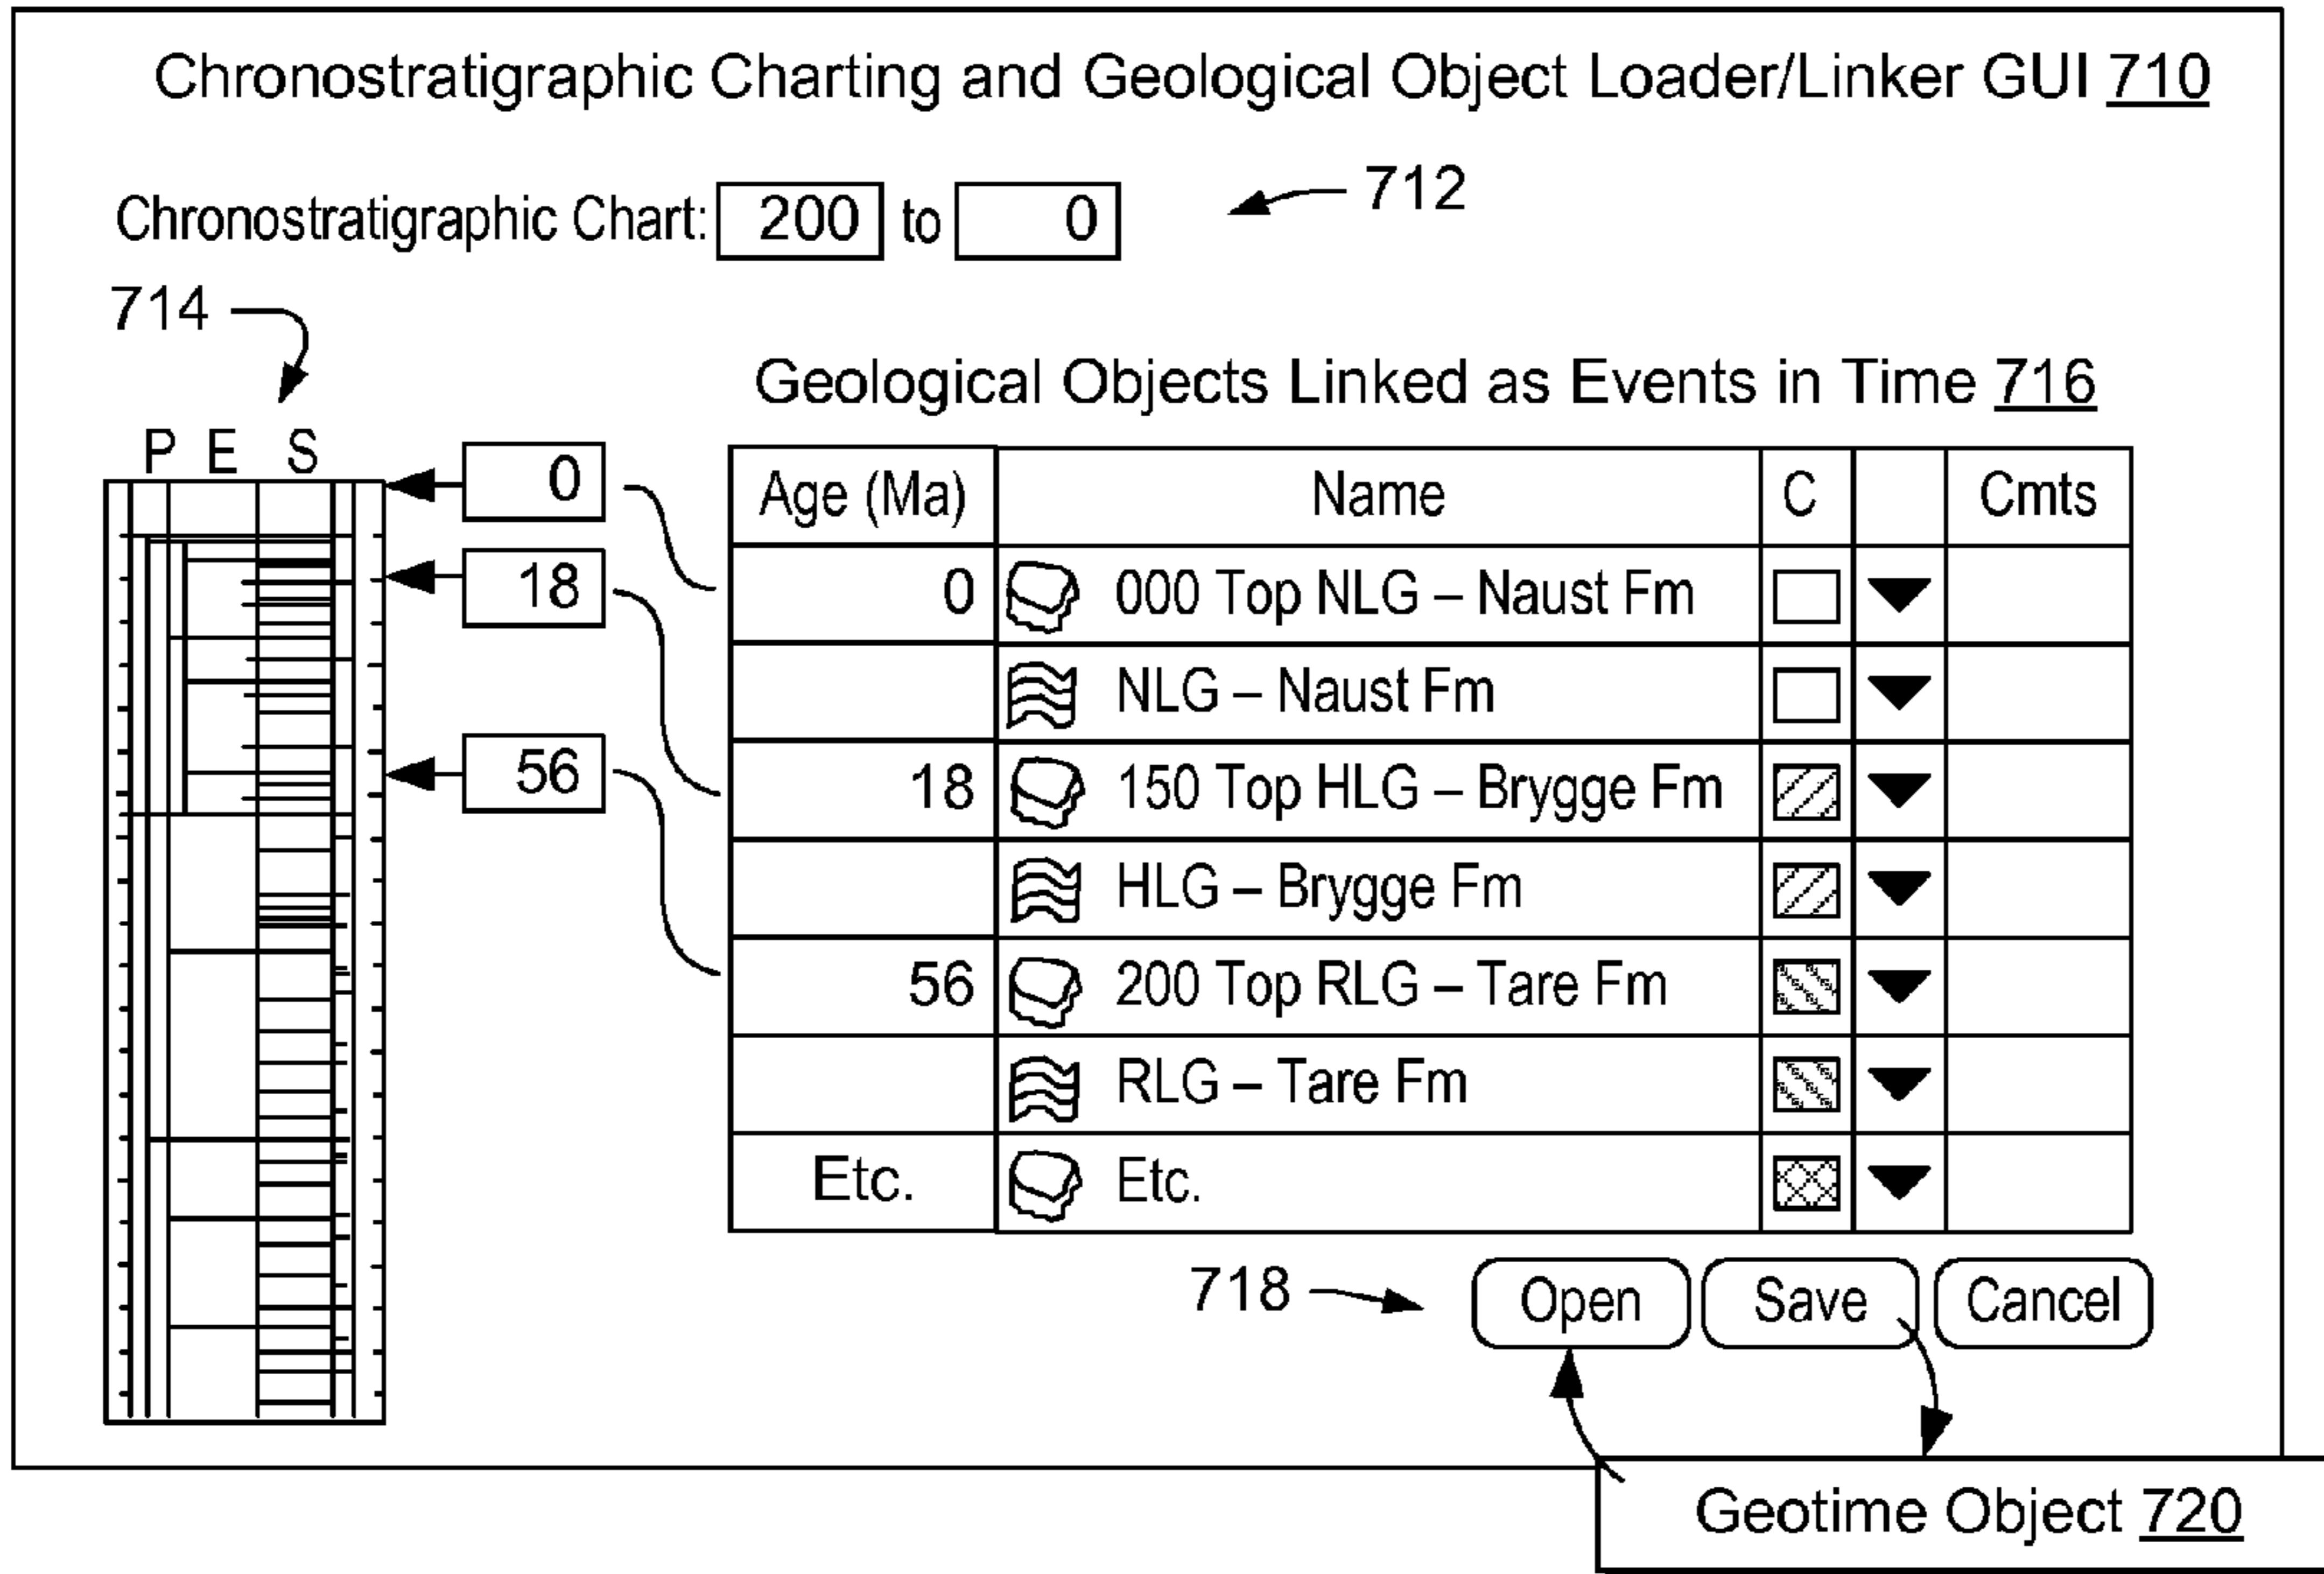 Chronostratigraphic Charting and Geological Object Loader/Linker GUI 710
Chronostratigraphic Chart: 200 to 0
712
714
Geological Objects Linked as Events in Time 716
P E S
0
18
56
Age (Ma) Name C Cmts
0 000 Top NLG – Naust Fm
NLG – Naust Fm
18 150 Top HLG – Brygge Fm
HLG – Brygge Fm
56 200 Top RLG – Tare Fm
RLG – Tare Fm
Etc. Etc.
718
Open Save Cancel
Geotime Object 720